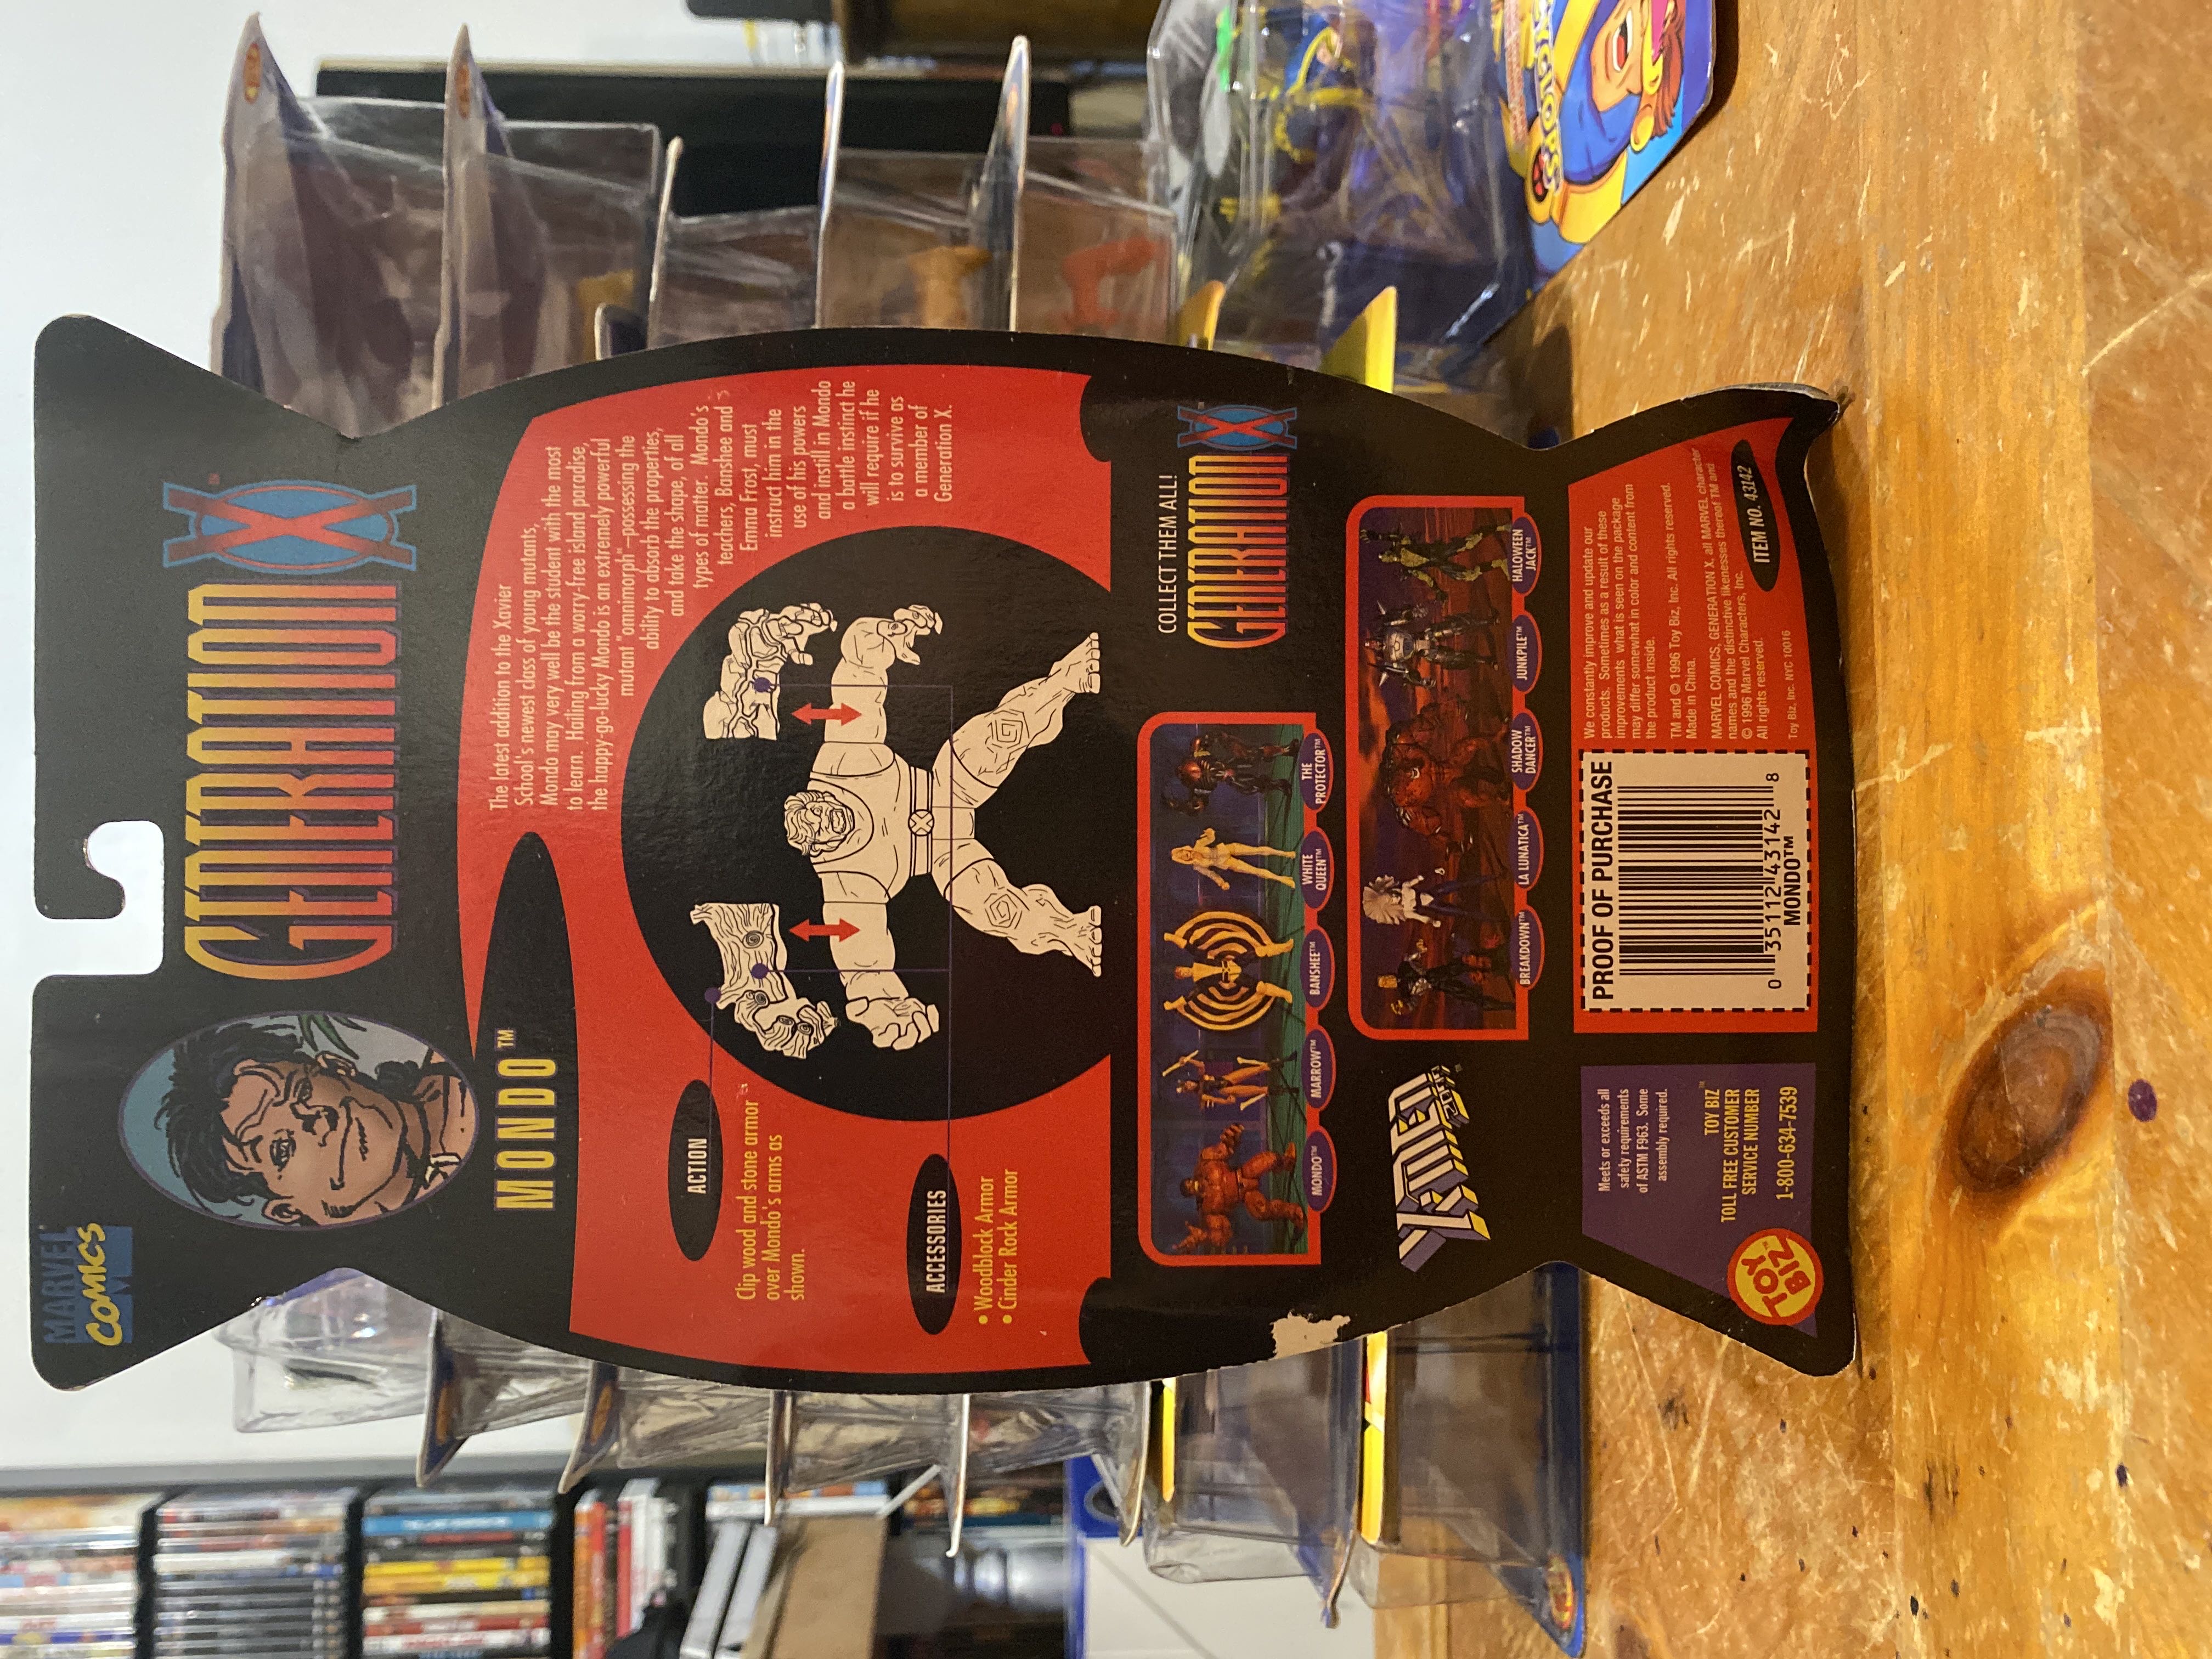 MARVEL
COMICS
GENERATION X™
MONDO™
The latest addition to the Xavier
School's newest class of young mutants,
Mondo may very well be the student with the most
to learn. Hailing from a worry-free island paradise,
the happy-go-lucky Mondo is an extremely powerful
mutant "omnimorph"–possessing the
ability to absorb the properties,
and take the shape, of all
types of matter. Mondo's
teachers, Banshee and
Emma Frost, must
instruct him in the
use of his powers
and instill in Mondo
a battle instinct he
will require if he
is to survive as
a member of
Generation X.
ACTION
Clip wood and stone armor
over Mondo's arms as
shown.
ACCESSORIES
• Woodblock Armor
• Cinder Rock Armor
COLLECT THEM ALL!
GENERATION X™
MONDO™
MARROW™
BANSHEE™
WHITE
QUEEN™
THE
PROTECTOR™
X-MEN
2099
BREAKDOWN™
LA LUNATICA™
SHADOW
DANCER™
JUNKPILE™
HALLOWEEN
JACK™
Meets or exceeds all
safety requirements
of ASTM F963. Some
assembly required.
TOY BIZ™
TOLL FREE CUSTOMER
SERVICE NUMBER
1-800-634-7539
TOY
BIZ
PROOF OF PURCHASE
0 35112 43142 8
MONDO™
We constantly improve and update our
products. Sometimes as a result of these
improvements what is seen on the package
may differ somewhat in color and content from
the product inside.
TM and © 1996 Toy Biz, Inc. All rights reserved.
Made in China.
MARVEL COMICS, GENERATION X, all MARVEL character
names and the distinctive likenesses thereof TM and
© 1996 Marvel Characters, Inc.
All rights reserved.
Toy Biz. Inc. NYC 10016
ITEM NO. 43142
CYCLOPS